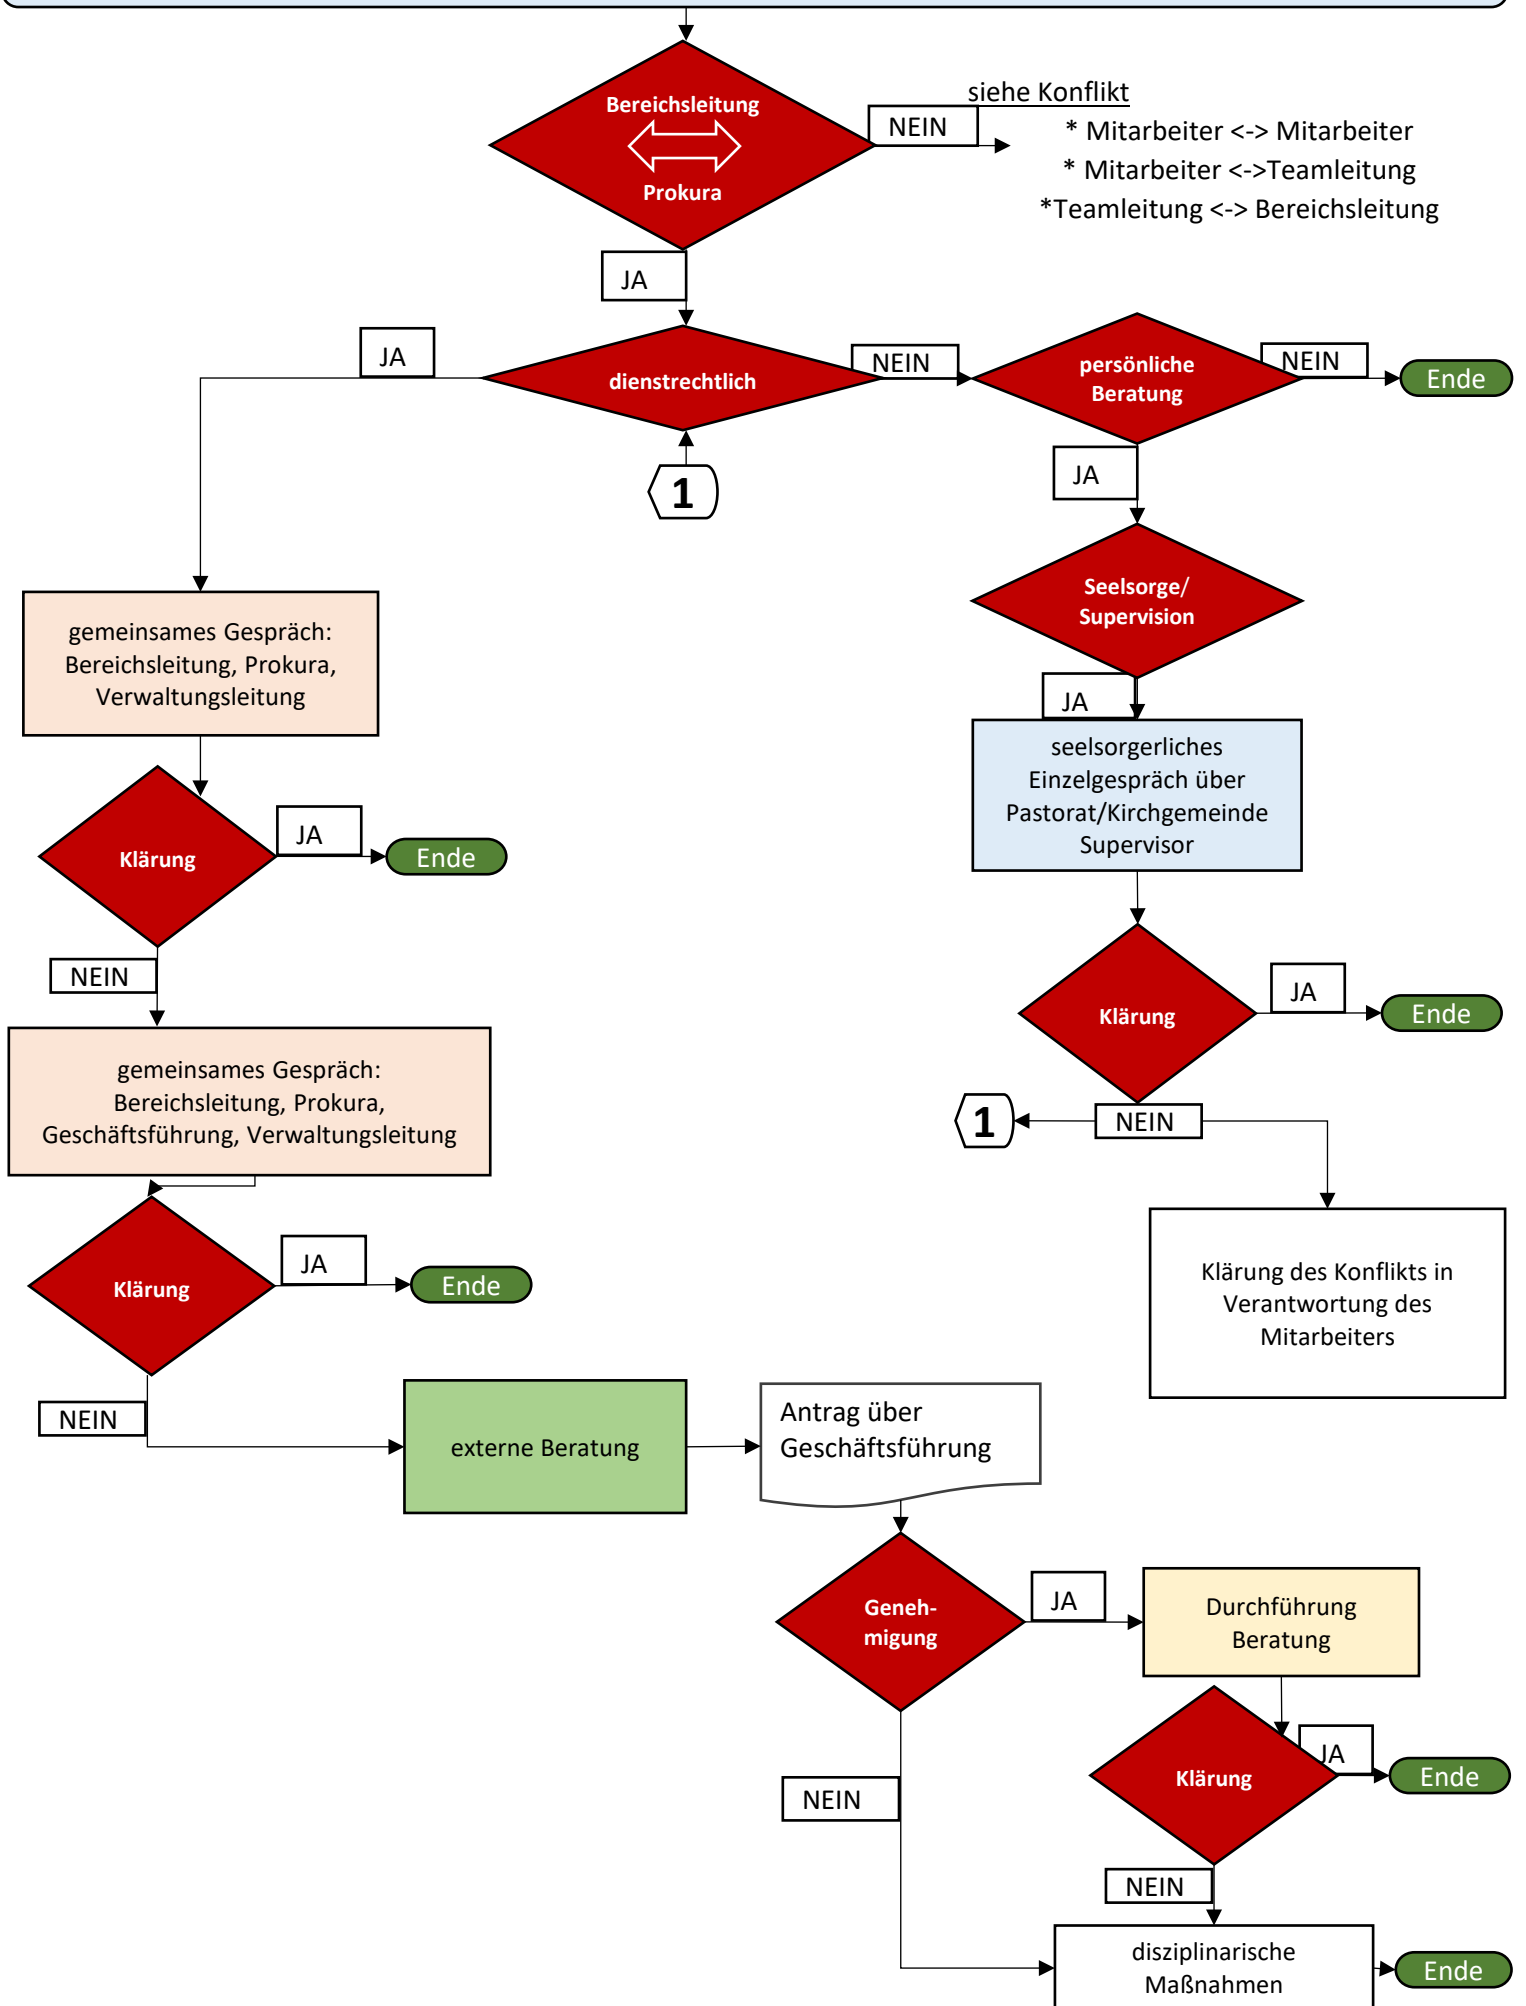 Bereichsleitung
Prokura
NEIN
siehe Konflikt
* Mitarbeiter <-> Mitarbeiter
* Mitarbeiter <->Teamleitung
*Teamleitung <-> Bereichsleitung
JA
JA
dienstrechtlich
NEIN
persönliche
Beratung
NEIN
Ende
1
JA
Seelsorge/
Supervision
JA
gemeinsames Gespräch:
Bereichsleitung, Prokura,
Verwaltungsleitung
seelsorgerliches
Einzelgespräch über
Pastorat/Kirchgemeinde
Supervisor
Klärung
JA
Ende
NEIN
Klärung
JA
Ende
gemeinsames Gespräch:
Bereichsleitung, Prokura,
Geschäftsführung, Verwaltungsleitung
1
NEIN
Klärung
JA
Ende
Klärung des Konflikts in
Verantwortung des
Mitarbeiters
NEIN
externe Beratung
Antrag über
Geschäftsführung
Geneh-
migung
JA
Durchführung
Beratung
NEIN
Klärung
JA
Ende
NEIN
disziplinarische
Maßnahmen
Ende